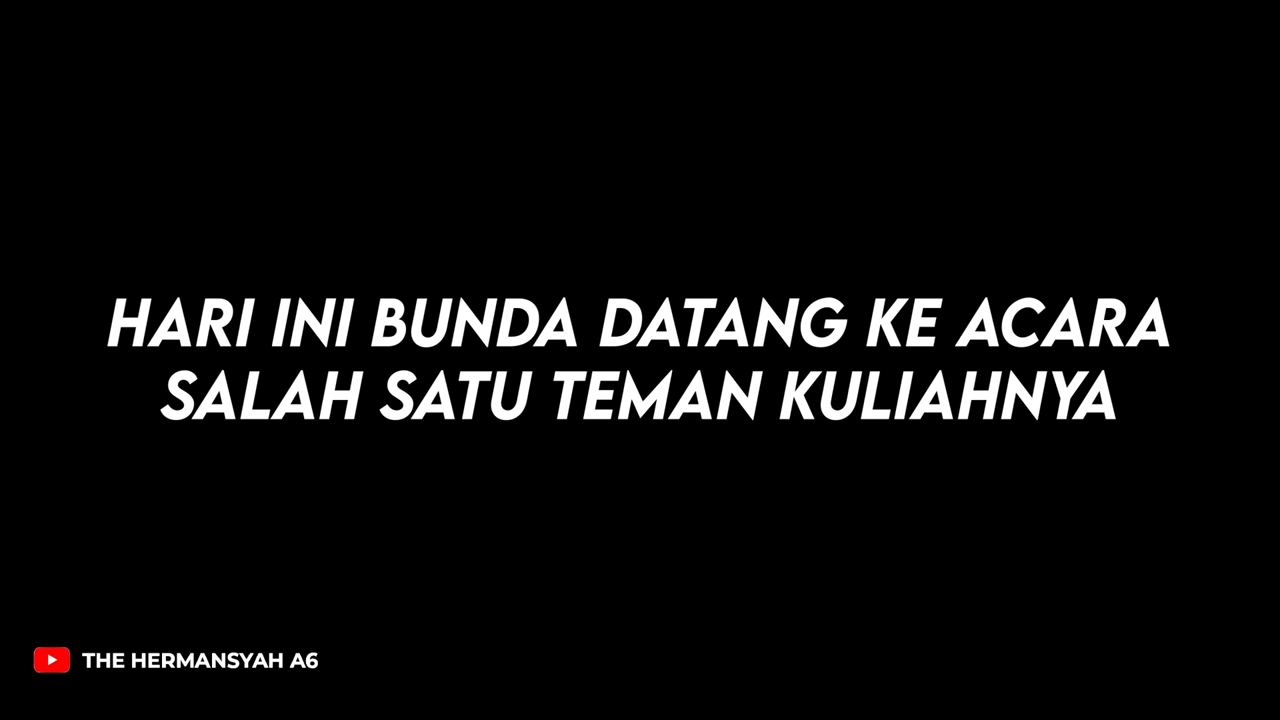 HARI INI BUNDA DATANG KE ACARA
SALAH SATU TEMAN KULIAHNYA
THE HERMANSYAH A6